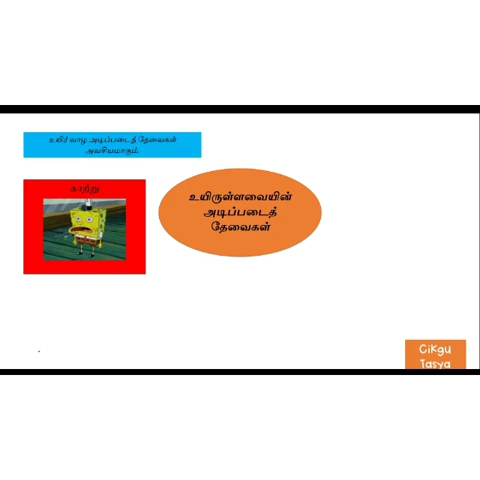 உயிர் வாழ அடிப்படைத் தேவைகள்
அவசியமாகும்.
காற்று
உயிருள்ளவையின்
அடிப்படைத்
தேவைகள்
Cikgu
Tasya